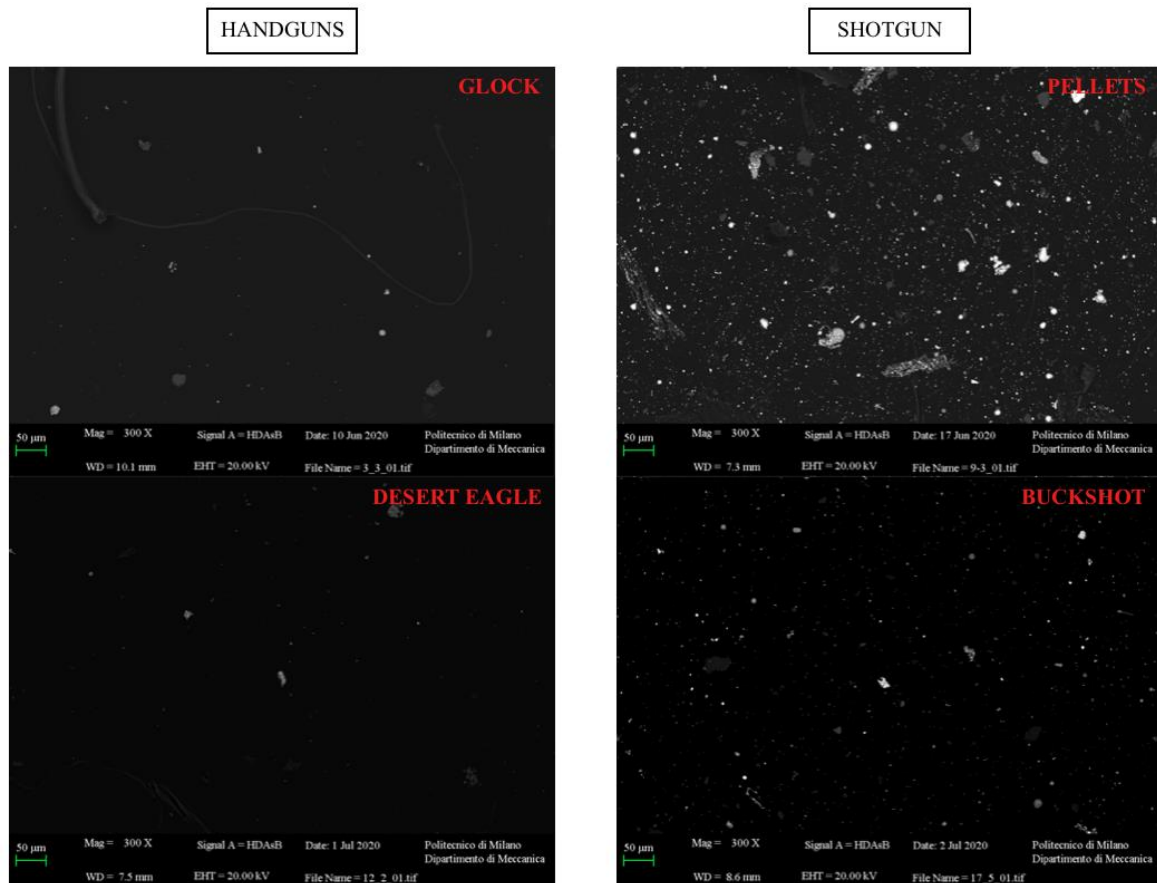 HANDGUNS
SHOTGUN
GLOCK
50 µm
Mag = 300 X
Signal A = HDAsB
Date: 10 Jun 2020
Politecnico di Milano
Dipartimento di Meccanica
WD = 10.1 mm
EHT = 20.00 kV
File Name = 3_3_01.tif
PELLETS
50 µm
Mag = 300 X
Signal A = HDAsB
Date: 17 Jun 2020
Politecnico di Milano
Dipartimento di Meccanica
WD = 7.3 mm
EHT = 20.00 kV
File Name = 9-3_01.tif
DESERT EAGLE
50 µm
Mag = 300 X
Signal A = HDAsB
Date: 1 Jul 2020
Politecnico di Milano
Dipartimento di Meccanica
WD = 7.5 mm
EHT = 20.00 kV
File Name = 12_2_01.tif
BUCKSHOT
50 µm
Mag = 300 X
Signal A = HDAsB
Date: 2 Jul 2020
Politecnico di Milano
Dipartimento di Meccanica
WD = 8.6 mm
EHT = 20.00 kV
File Name = 17_5_01.tif